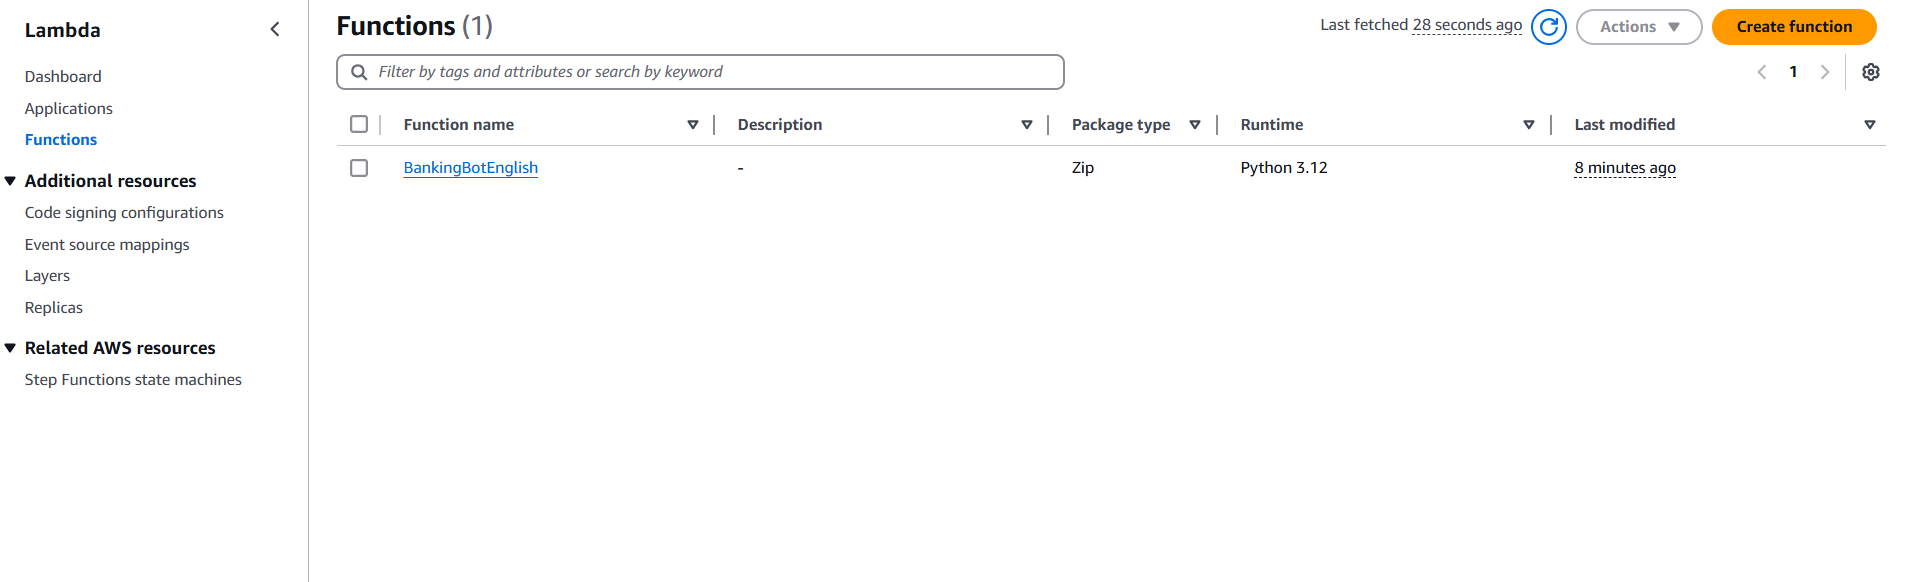 Lambda
Dashboard
Applications
Functions
Additional resources
Code signing configurations
Event source mappings
Layers
Replicas
Related AWS resources
Step Functions state machines
Functions (1)
Last fetched 28 seconds ago
Actions
Create function
Filter by tags and attributes or search by keyword
1
Function name Description Package type Runtime Last modified
BankingBotEnglish - Zip Python 3.12 8 minutes ago